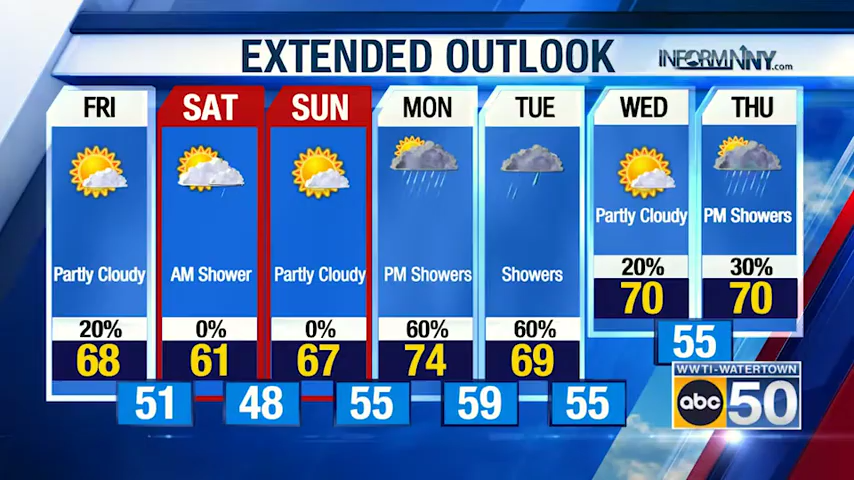 EXTENDED OUTLOOK
INFORMNNY.com
FRI
SAT
SUN
MON
TUE
WED
THU
Partly Cloudy
PM Showers
Partly Cloudy
AM Shower
Partly Cloudy
PM Showers
Showers
20%
30%
70
70
20%
0%
0%
60%
60%
68
61
67
74
69
55
51
48
55
59
55
WWTI-WATERTOWN
abc 50